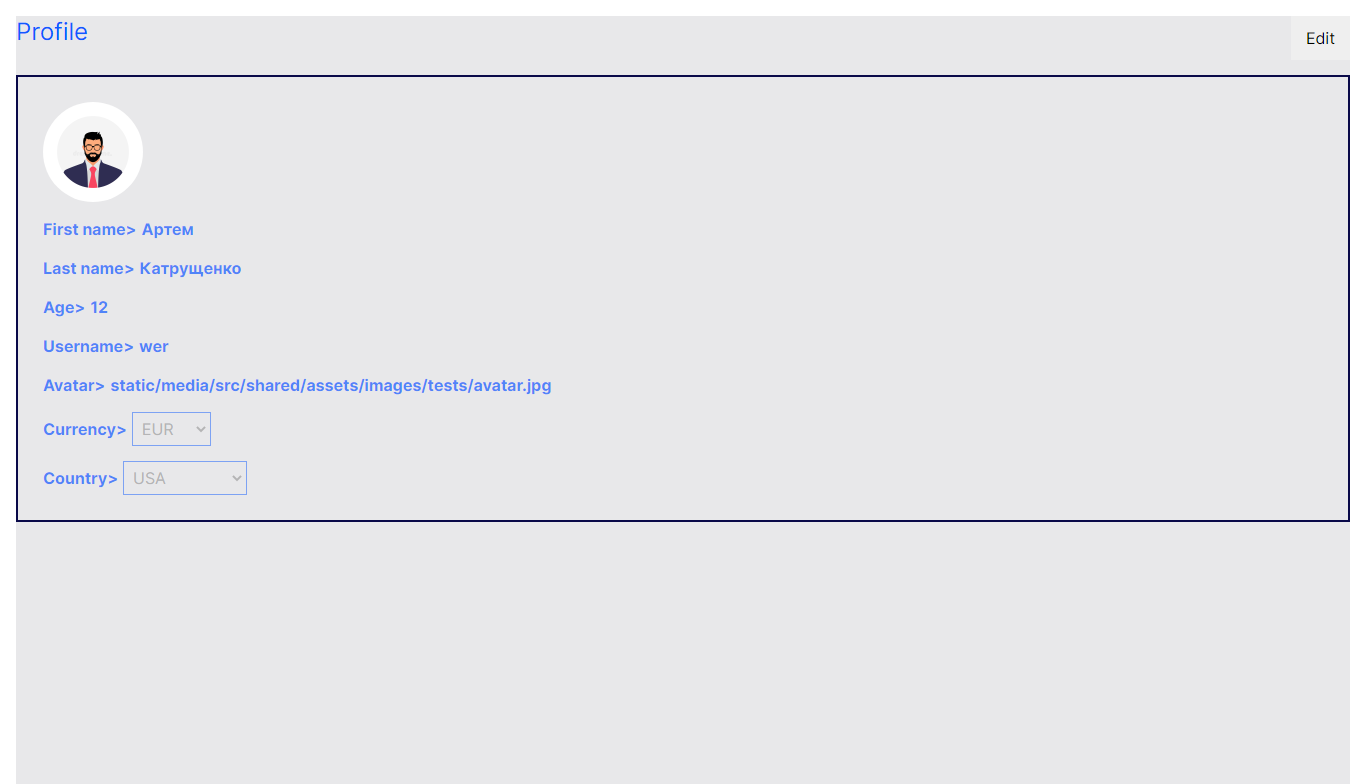 Profile
Edit
First name> Артем
Last name> Катрущенко
Age> 12
Username> wer
Avatar> static/media/src/shared/assets/images/tests/avatar.jpg
Currency> EUR
Country> USA